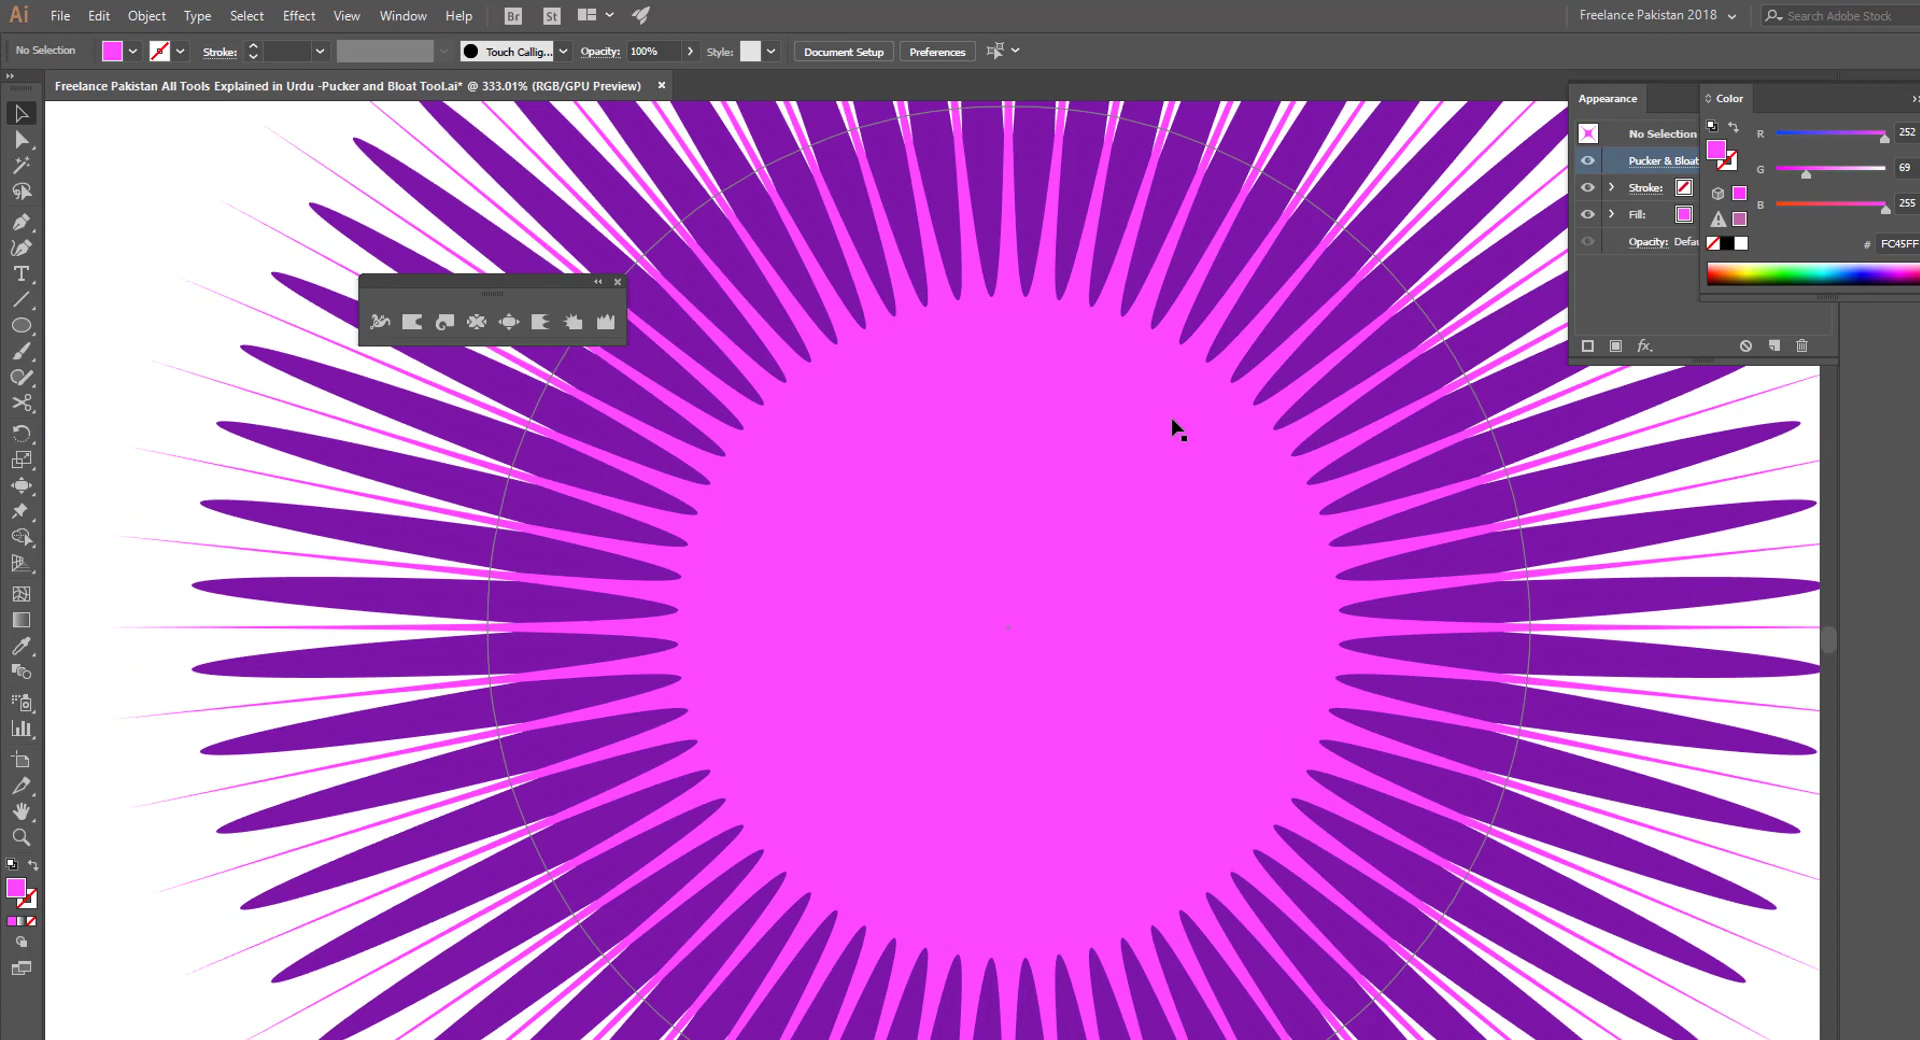 Ai File Edit Object Type Select Effect View Window Help Br St Freelance Pakistan 2018 Search Adobe Stock
No Selection Stroke: Touch Callig... Opacity: 100% Style: Document Setup Preferences
Freelance Pakistan All Tools Explained in Urdu -Pucker and Bloat Tool.ai* @ 333.01% (RGB/GPU Preview)
Appearance
Color
No Selection
R 252
Pucker & Bloat
G 69
Stroke:
B 255
Fill:
Opacity: Defau
# FC45FF
fx.
T